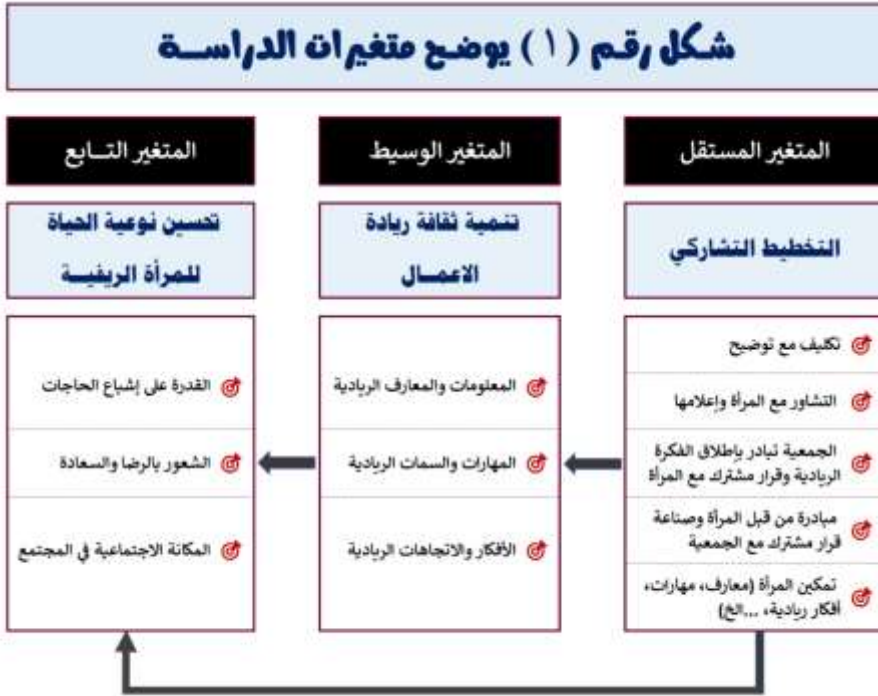 شكل رقم (١) يوضح متغيرات الدراسة
المتغير المستقل
التخطيط التشاركي
تكليف مع توضيح
التشاور مع المرأة وإعلامها
الجمعية تبادر بإطلاق الفكرة
الريادية وقرار مشترك مع المرأة
مبادرة من قبل المرأة وصناعة
قرار مشترك مع الجمعية
تمكين المرأة (معارف، مهارات،
أفكار ريادية، ...الخ)
المتغير الوسيط
تنمية ثقافة ريادة
الاعمال
المعلومات والمعارف الريادية
المهارات والسمات الريادية
الأفكار والاتجاهات الريادية
المتغير التابع
تحسين نوعية الحياة
للمرأة الريفية
القدرة على إشباع الحاجات
الشعور بالرضا والسعادة
المكانة الاجتماعية في المجتمع